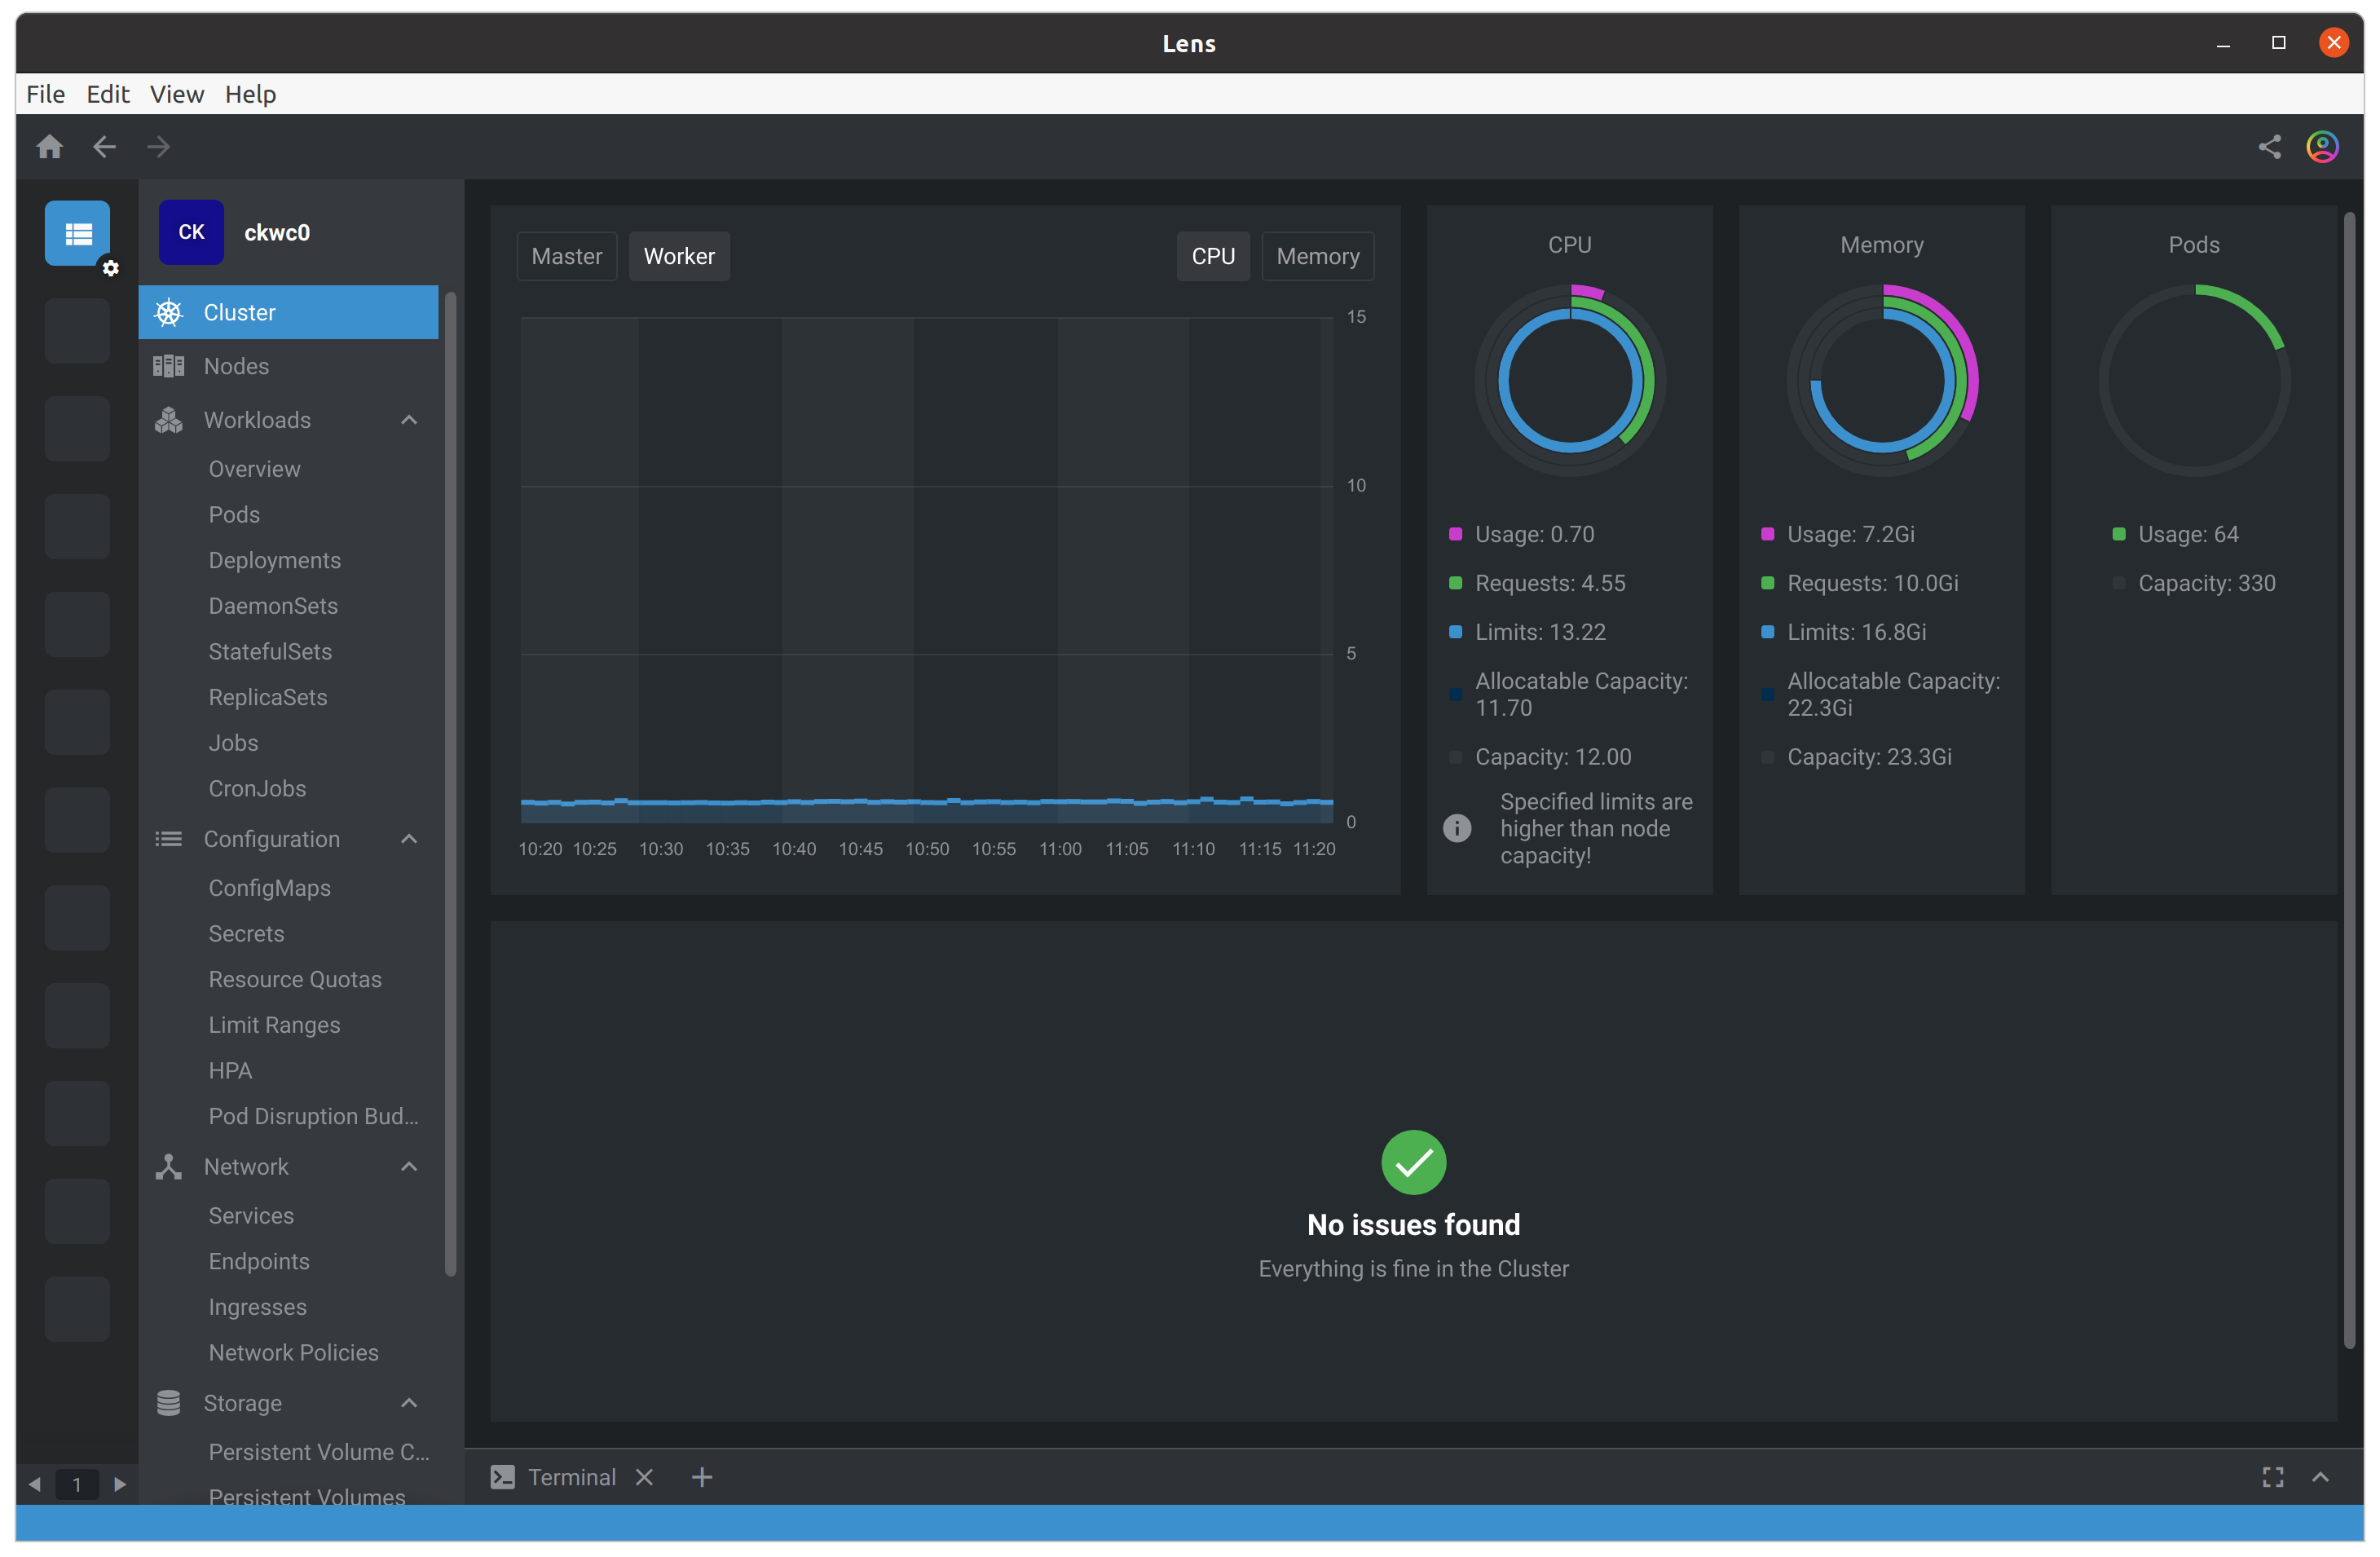 Lens
File Edit View Help
CK ckwc0
Cluster
Nodes
Workloads
Overview
Pods
Deployments
DaemonSets
StatefulSets
ReplicaSets
Jobs
CronJobs
Configuration
ConfigMaps
Secrets
Resource Quotas
Limit Ranges
HPA
Pod Disruption Bud...
Network
Services
Endpoints
Ingresses
Network Policies
Storage
Persistent Volume C...
Persistent Volumes
1
Master Worker CPU Memory
15
10
5
0
10:20 10:25 10:30 10:35 10:40 10:45 10:50 10:55 11:00 11:05 11:10 11:15 11:20
CPU
Usage: 0.70
Requests: 4.55
Limits: 13.22
Allocatable Capacity:
11.70
Capacity: 12.00
Specified limits are
higher than node
capacity!
Memory
Usage: 7.2Gi
Requests: 10.0Gi
Limits: 16.8Gi
Allocatable Capacity:
22.3Gi
Capacity: 23.3Gi
Pods
Usage: 64
Capacity: 330
No issues found
Everything is fine in the Cluster
Terminal